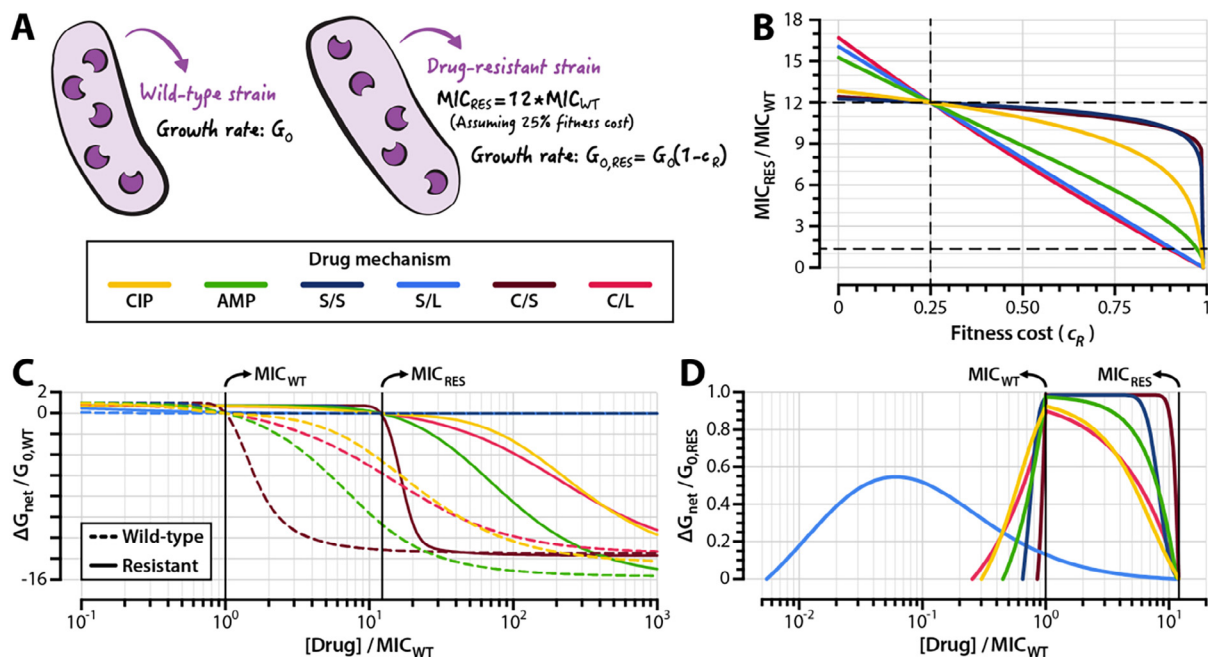 A
Wild-type strain
Growth rate: G0
Drug-resistant strain
MICRES=12*MICWT
(Assuming 25% fitness cost)
Growth rate: G0,RES= G0(1-cR)
Drug mechanism
CIP AMP S/S S/L C/S C/L
B
MICRES / MICWT
18
15
12
9
6
3
0
0 0.25 0.50 0.75 1
Fitness cost (cR)
C
MICWT MICRES
ΔGnet / G0,WT
2
0
-16
Wild-type
Resistant
10-1 100 101 102 103
[Drug] / MICWT
D
MICWT MICRES
ΔGnet / G0,RES
1.0
0.8
0.6
0.4
0.2
0
10-2 10-1 100 101
[Drug] / MICWT